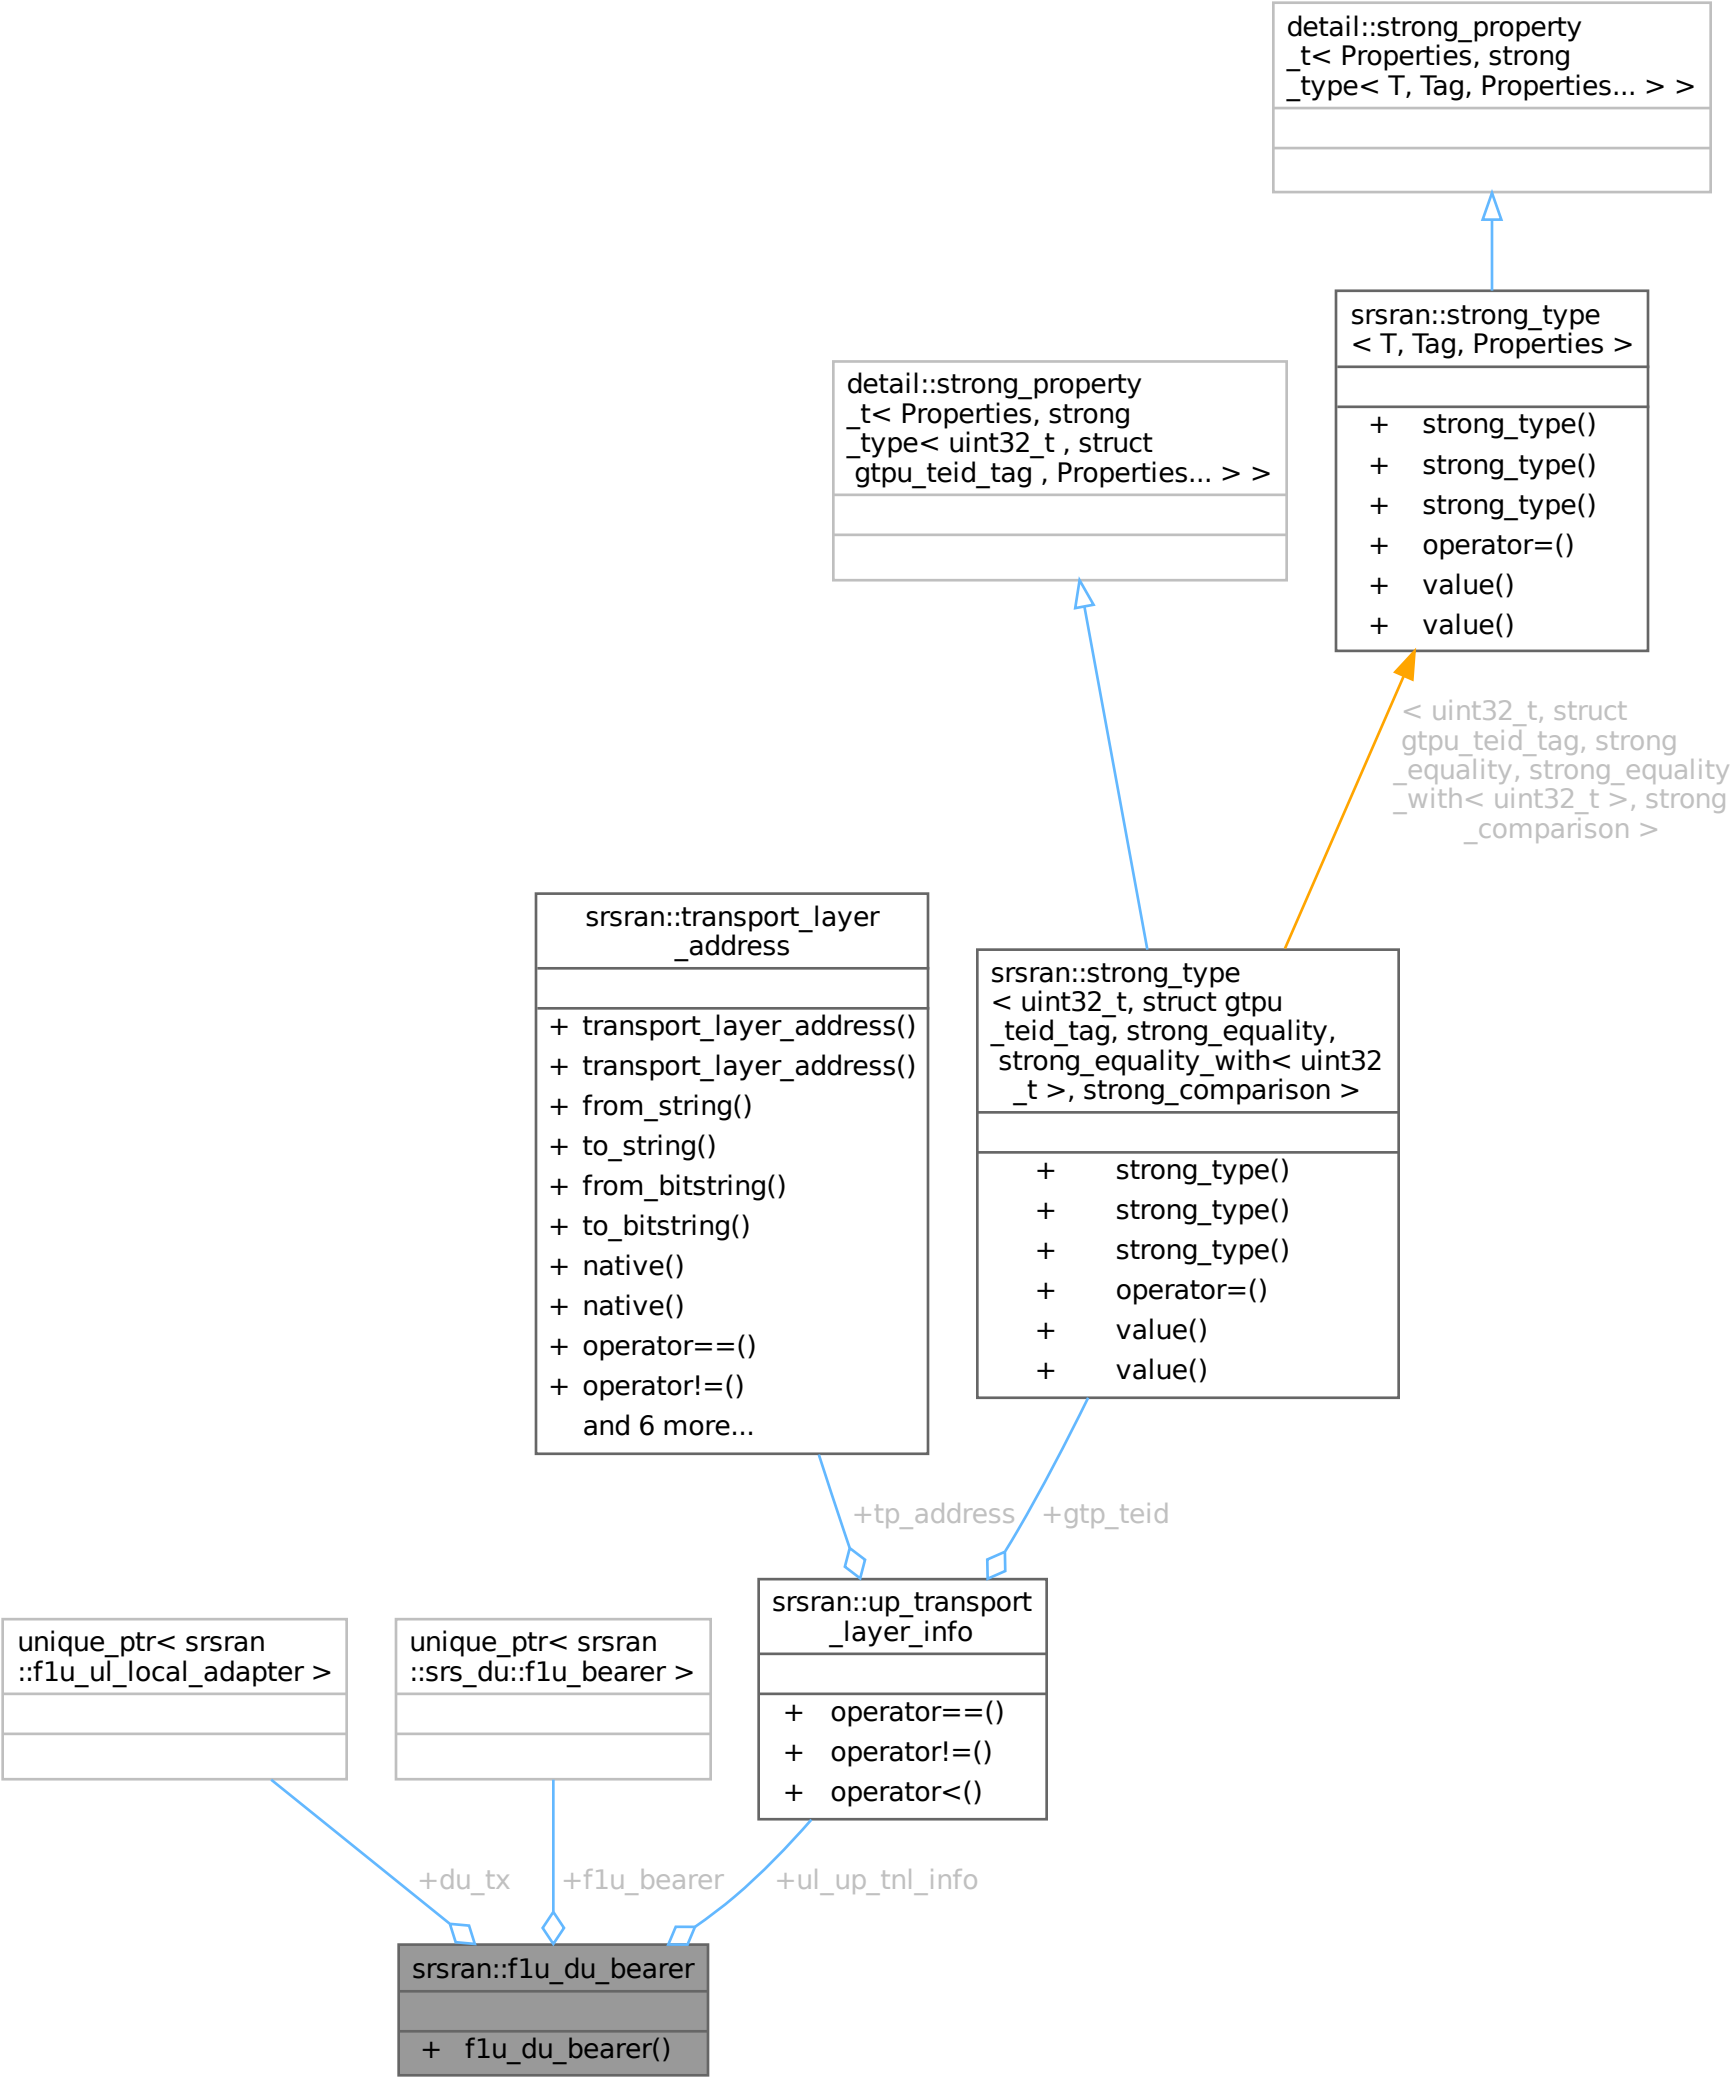 detail::strong_property
_t< Properties, strong
_type< T, Tag, Properties... > >
srsran::strong_type
< T, Tag, Properties >
+ strong_type()
+ strong_type()
+ strong_type()
+ operator=()
+ value()
+ value()
detail::strong_property
_t< Properties, strong
_type< uint32_t , struct
gtpu_teid_tag , Properties... > >
< uint32_t, struct
gtpu_teid_tag, strong
_equality, strong_equality
_with< uint32_t >, strong
_comparison >
srsran::transport_layer
_address
+ transport_layer_address()
+ transport_layer_address()
+ from_string()
+ to_string()
+ from_bitstring()
+ to_bitstring()
+ native()
+ native()
+ operator==()
+ operator!=()
and 6 more...
srsran::strong_type
< uint32_t, struct gtpu
_teid_tag, strong_equality,
strong_equality_with< uint32
_t >, strong_comparison >
+ strong_type()
+ strong_type()
+ strong_type()
+ operator=()
+ value()
+ value()
+tp_address
+gtp_teid
unique_ptr< srsran
::f1u_ul_local_adapter >
unique_ptr< srsran
::srs_du::f1u_bearer >
srsran::up_transport
_layer_info
+ operator==()
+ operator!=()
+ operator<()
+du_tx
+f1u_bearer
+ul_up_tnl_info
srsran::f1u_du_bearer
+ f1u_du_bearer()